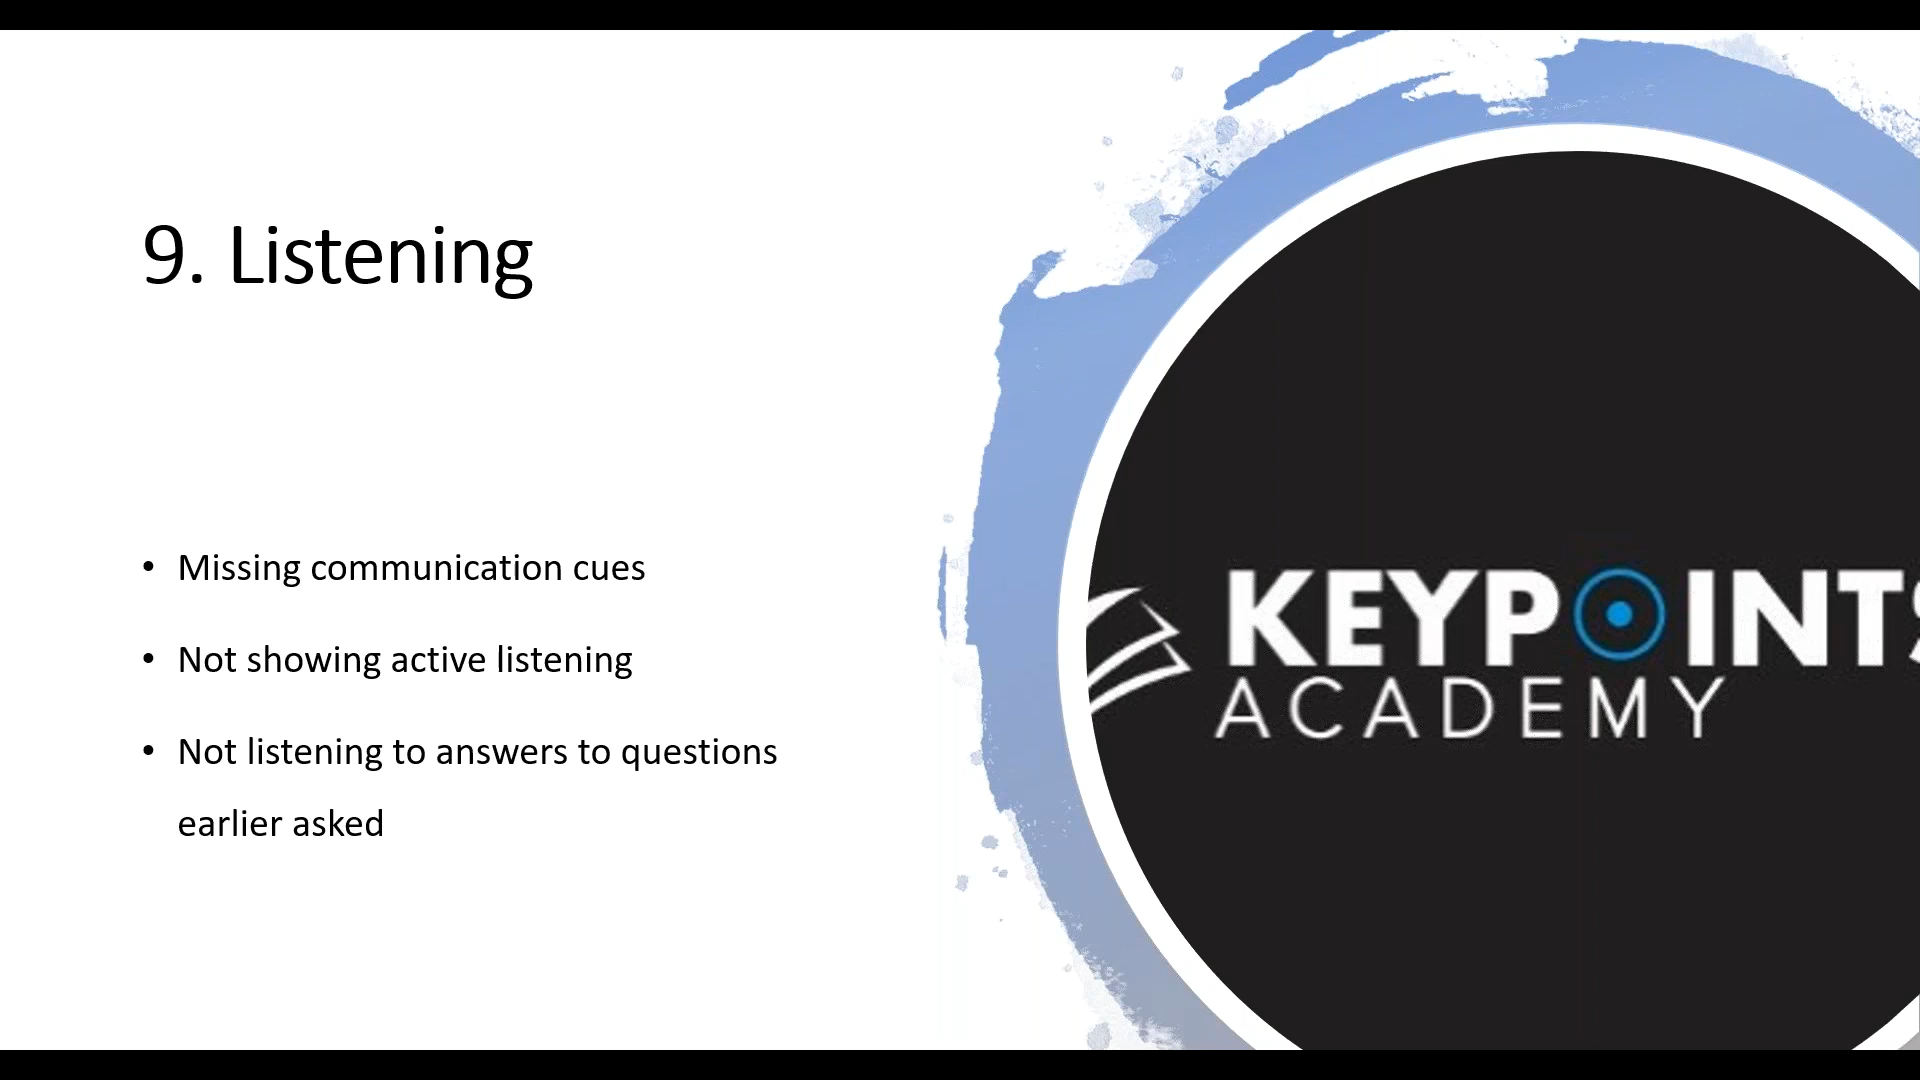 9. Listening
• Missing communication cues
• Not showing active listening
• Not listening to answers to questions
earlier asked
KEYPOINTS
ACADEMY